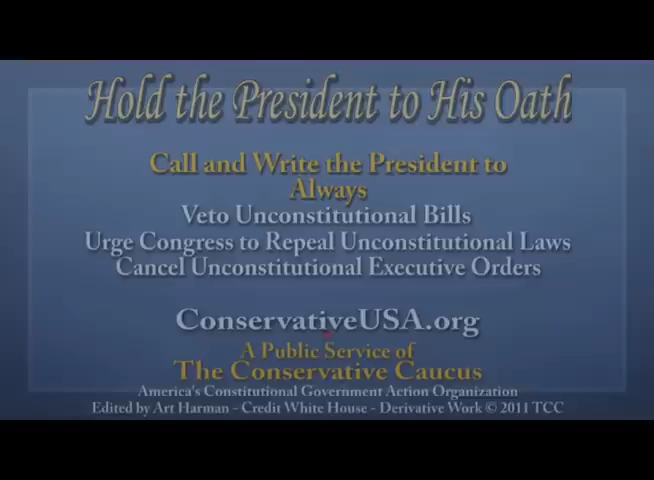 Hold the President to His Oath
Call and Write the President to
Always
Veto Unconstitutional Bills
Urge Congress to Repeal Unconstitutional Laws
Cancel Unconstitutional Executive Orders
ConservativeUSA.org
A Public Service of
The Conservative Caucus
America's Constitutional Government Action Organization
Edited by Art Harman - Credit White House - Derivative Work © 2011 TCC